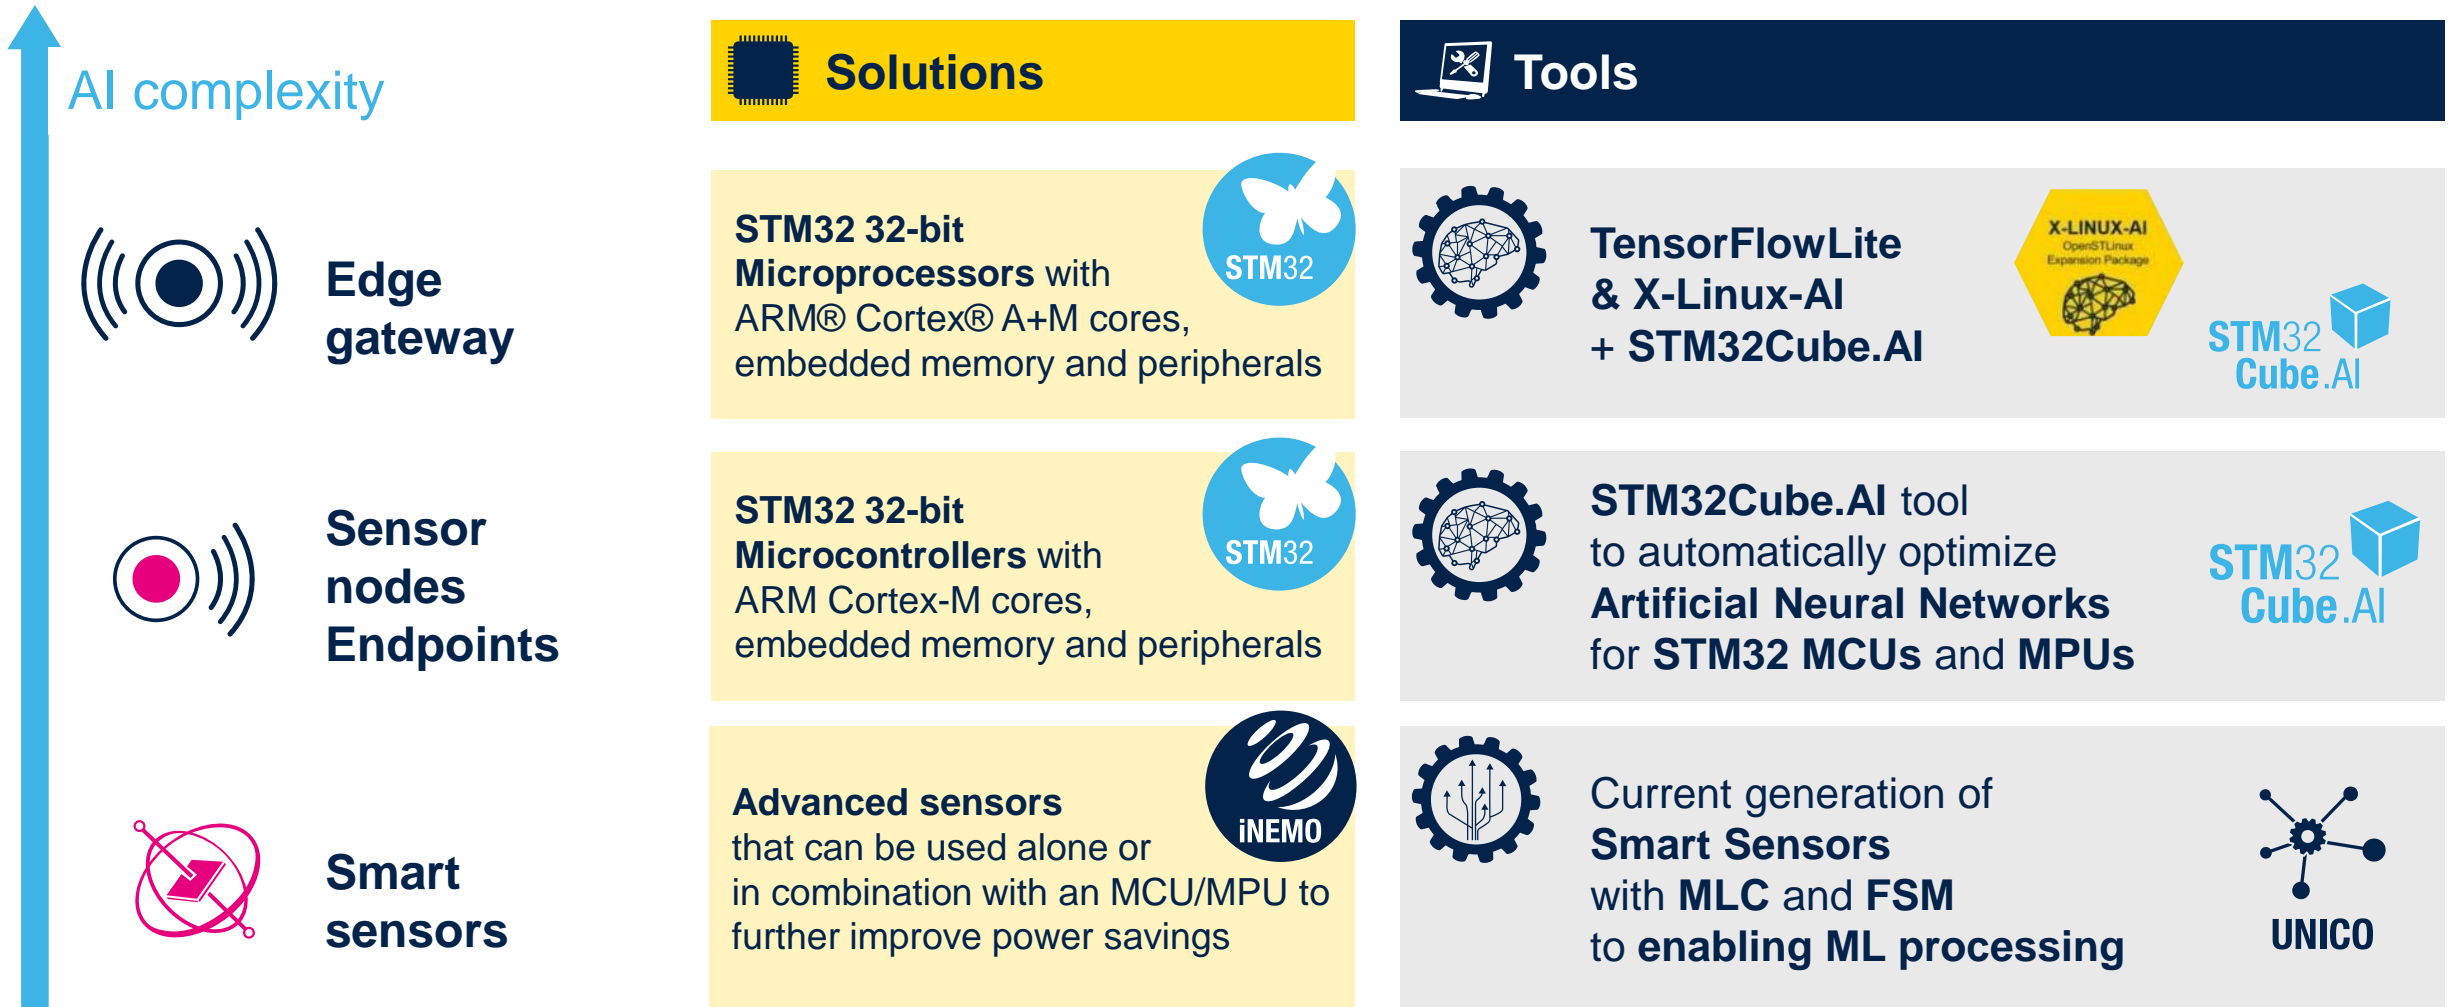 AI complexity
Solutions
Tools
Edge
gateway
STM32 32-bit
Microprocessors with
ARM® Cortex® A+M cores,
embedded memory and peripherals
STM32
TensorFlowLite
& X-Linux-AI
+ STM32Cube.AI
X-LINUX-AI
OpenSTLinux
Expansion Package
STM32
Cube.AI
Sensor
nodes
Endpoints
STM32 32-bit
Microcontrollers with
ARM Cortex-M cores,
embedded memory and peripherals
STM32
STM32Cube.AI tool
to automatically optimize
Artificial Neural Networks
for STM32 MCUs and MPUs
STM32
Cube.AI
Smart
sensors
Advanced sensors
that can be used alone or
in combination with an MCU/MPU to
further improve power savings
iNEMO
Current generation of
Smart Sensors
with MLC and FSM
to enabling ML processing
UNICO